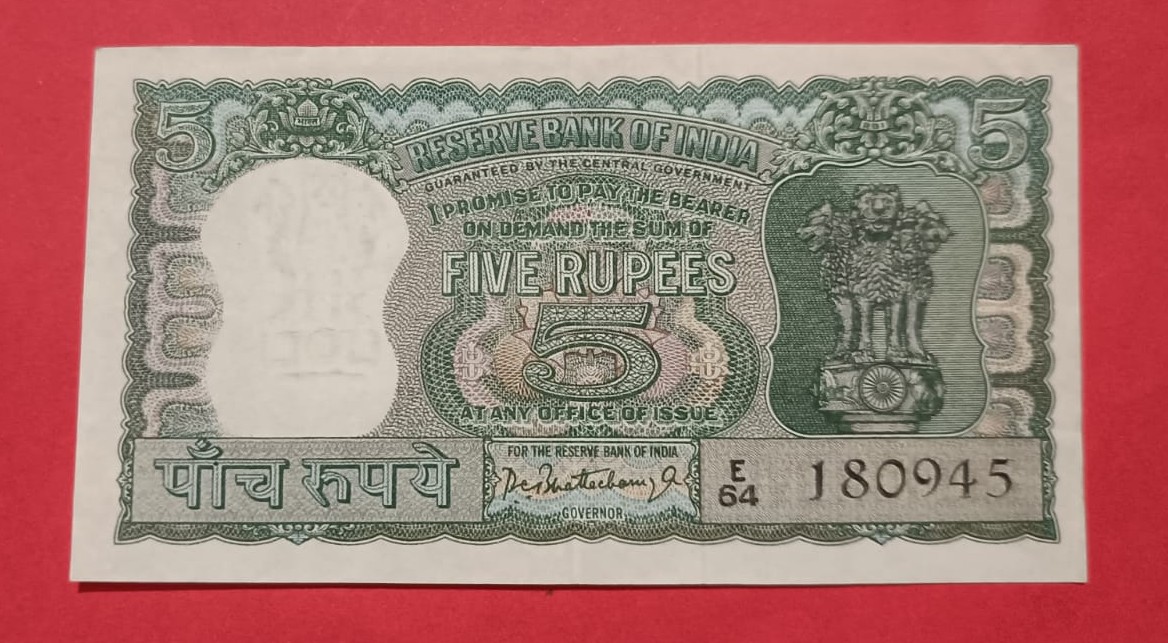 5
भारत
5
RESERVE BANK OF INDIA
GUARANTEED BY THE CENTRAL GOVERNMENT
I PROMISE TO PAY THE BEARER
ON DEMAND THE SUM OF
FIVE RUPEES
5
AT ANY OFFICE OF ISSUE
पाँच रूपये
FOR THE RESERVE BANK OF INDIA
P C Bhattacharyya
GOVERNOR
E
64
180945